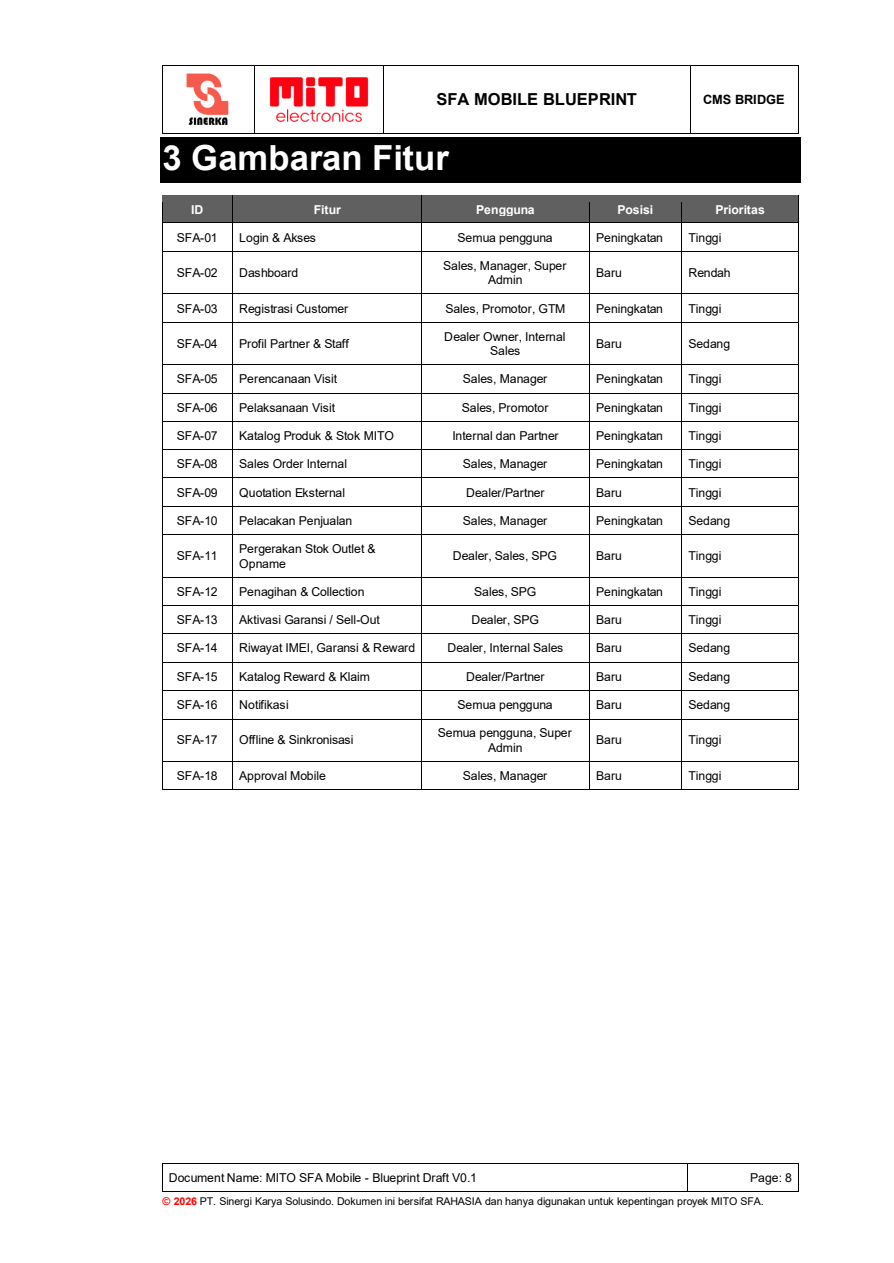 SINERKA
MiTO
electronics
SFA MOBILE BLUEPRINT
CMS BRIDGE
3 Gambaran Fitur
ID Fitur Pengguna Posisi Prioritas
SFA-01 Login & Akses Semua pengguna Peningkatan Tinggi
SFA-02 Dashboard Sales, Manager, Super
Admin Baru Rendah
SFA-03 Registrasi Customer Sales, Promotor, GTM Peningkatan Tinggi
SFA-04 Profil Partner & Staff Dealer Owner, Internal
Sales Baru Sedang
SFA-05 Perencanaan Visit Sales, Manager Peningkatan Tinggi
SFA-06 Pelaksanaan Visit Sales, Promotor Peningkatan Tinggi
SFA-07 Katalog Produk & Stok MITO Internal dan Partner Peningkatan Tinggi
SFA-08 Sales Order Internal Sales, Manager Peningkatan Tinggi
SFA-09 Quotation Eksternal Dealer/Partner Baru Tinggi
SFA-10 Pelacakan Penjualan Sales, Manager Peningkatan Sedang
SFA-11 Pergerakan Stok Outlet &
Opname Dealer, Sales, SPG Baru Tinggi
SFA-12 Penagihan & Collection Sales, SPG Peningkatan Tinggi
SFA-13 Aktivasi Garansi / Sell-Out Dealer, SPG Baru Tinggi
SFA-14 Riwayat IMEI, Garansi & Reward Dealer, Internal Sales Baru Sedang
SFA-15 Katalog Reward & Klaim Dealer/Partner Baru Sedang
SFA-16 Notifikasi Semua pengguna Baru Sedang
SFA-17 Offline & Sinkronisasi Semua pengguna, Super
Admin Baru Tinggi
SFA-18 Approval Mobile Sales, Manager Baru Tinggi
Document Name: MITO SFA Mobile - Blueprint Draft V0.1 Page: 8
© 2026 PT. Sinergi Karya Solusindo. Dokumen ini bersifat RAHASIA dan hanya digunakan untuk kepentingan proyek MITO SFA.